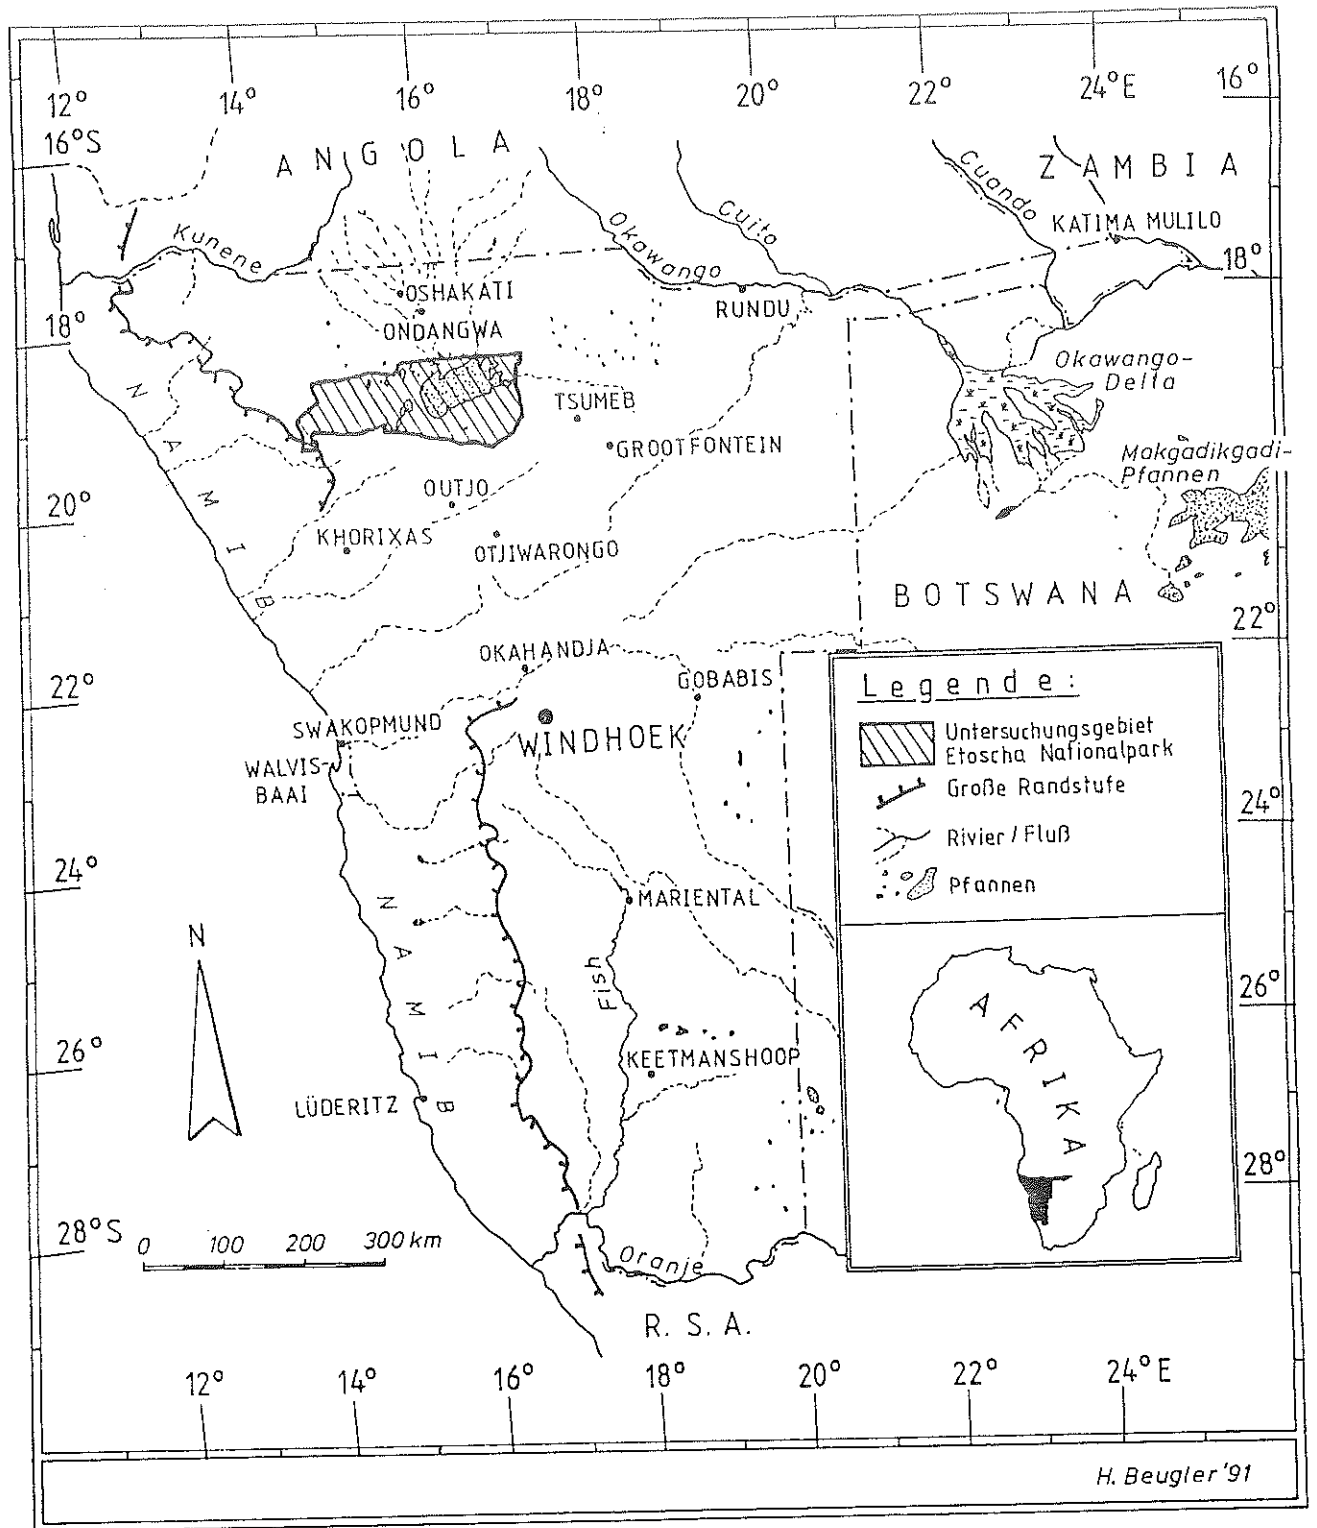 12° 14° 16° 18° 20° 22° 24° E 16°
16° S
ANGOLA
ZAMBIA
Kunene
Okawango
Cuito
Cuando
KATIMA MULILO
18°
OSHAKATI
RUNDU
18°
ONDANGWA
Okawango-
Delta
NAMIB
TSUMEB
GROOTFONTEIN
Makgadikgadi-
Pfannen
20°
OUTJO
KHORIXAS
OTJIWARONGO
BOTSWANA
22°
OKAHANDJA
GOBABIS
22°
SWAKOPMUND
WINDHOEK
WALVIS-
BAAI
Legende:
Untersuchungsgebiet
Etoscha Nationalpark
Große Randstufe
24°
Rivier/Fluß
24°
Pfannen
MARIENTAL
NAMIB
N
Fish
26°
AFRIKA
26°
KEETMANSHOOP
LÜDERITZ
28°
28° S
0 100 200 300 km
Oranje
R.S.A.
12° 14° 16° 18° 20° 22° 24° E
H. Beugler '91